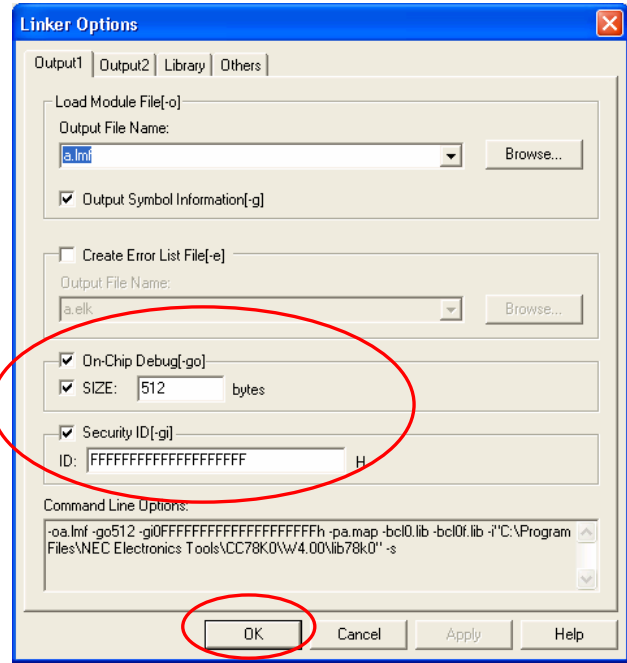 Linker Options
Output1 Output2 Library Others
Load Module File[-o]
Output File Name:
a.lmf Browse...
Output Symbol Information[-g]
Create Error List File[-e]
Output File Name:
a.elk Browse...
On-Chip Debug[-go]
SIZE: 512 bytes
Security ID[-gi]
ID: FFFFFFFFFFFFFFFFFFFF H
Command Line Options:
-oa.lmf -go512 -gi0FFFFFFFFFFFFFFFFFFFFh -pa.map -bcl0.lib -bcl0f.lib -i"C:\Program
Files\NEC Electronics Tools\CC78K0\W4.00\lib78k0" -s
OK Cancel Apply Help